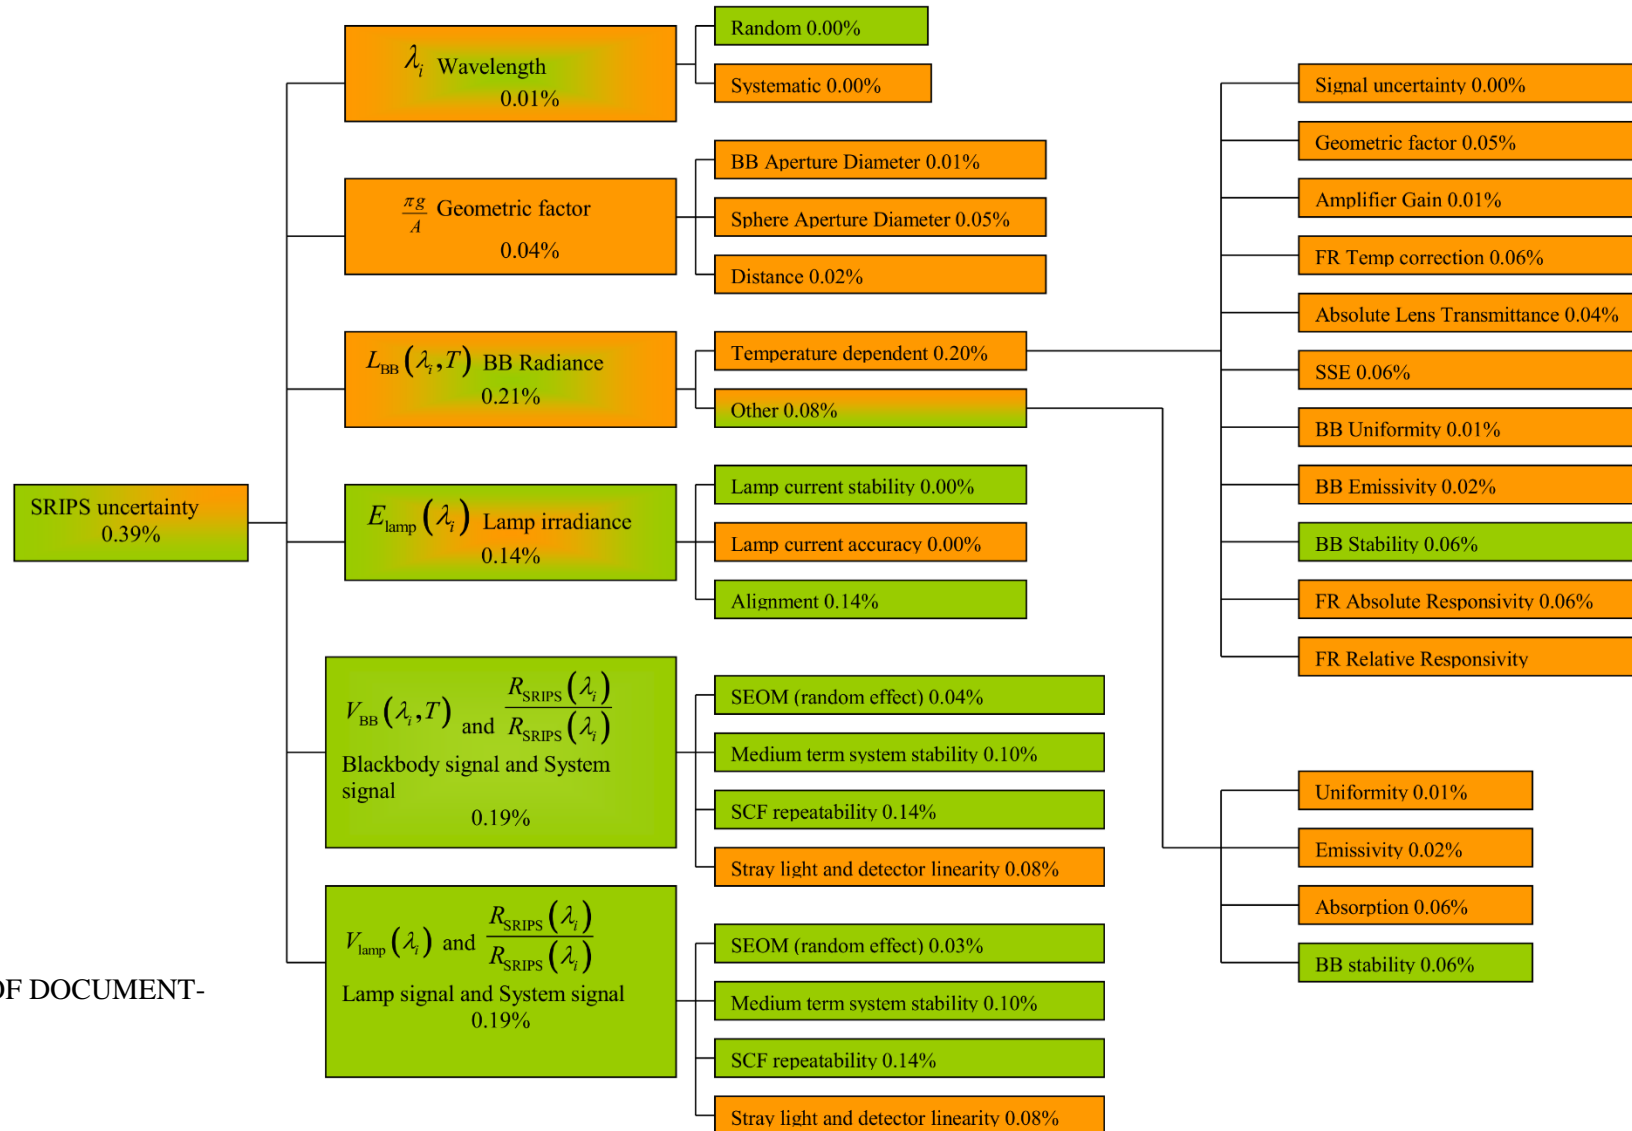 SRIPS uncertainty
0.39%
λi Wavelength
0.01%
πg/A Geometric factor
0.04%
LBB(λi,T) BB Radiance
0.21%
Elamp(λi) Lamp irradiance
0.14%
VBB(λi,T) and RSRIPS(λi)/RSRIPS(λi)
Blackbody signal and System
signal
0.19%
Vlamp(λi) and RSRIPS(λi)/RSRIPS(λi)
Lamp signal and System signal
0.19%
Random 0.00%
Systematic 0.00%
BB Aperture Diameter 0.01%
Sphere Aperture Diameter 0.05%
Distance 0.02%
Temperature dependent 0.20%
Other 0.08%
Lamp current stability 0.00%
Lamp current accuracy 0.00%
Alignment 0.14%
SEOM (random effect) 0.04%
Medium term system stability 0.10%
SCF repeatability 0.14%
Stray light and detector linearity 0.08%
SEOM (random effect) 0.03%
Medium term system stability 0.10%
SCF repeatability 0.14%
Stray light and detector linearity 0.08%
Signal uncertainty 0.00%
Geometric factor 0.05%
Amplifier Gain 0.01%
FR Temp correction 0.06%
Absolute Lens Transmittance 0.04%
SSE 0.06%
BB Uniformity 0.01%
BB Emissivity 0.02%
BB Stability 0.06%
FR Absolute Responsivity 0.06%
FR Relative Responsivity
Uniformity 0.01%
Emissivity 0.02%
Absorption 0.06%
BB stability 0.06%
OF DOCUMENT-